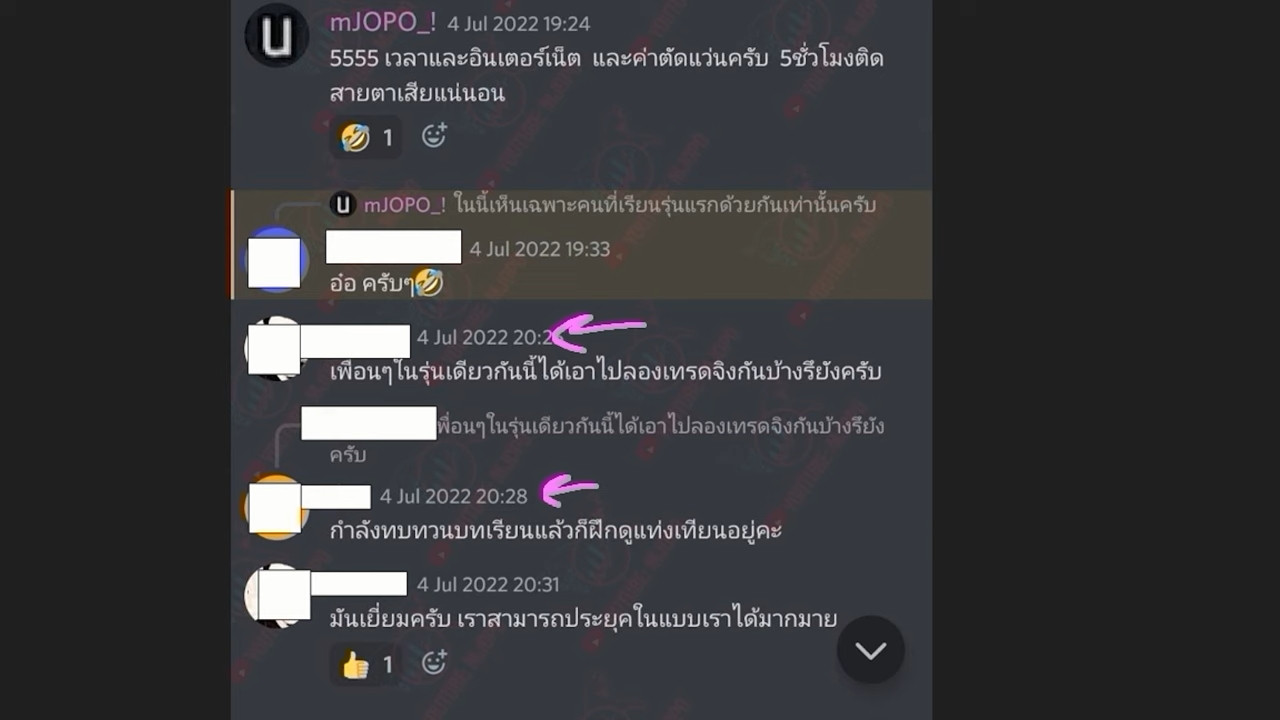 mJOPO_! 4 Jul 2022 19:24
5555 เวลาและอินเตอร์เน็ต และค่าตัดแว่นครับ 5ชั่วโมงติด
สายตาเสียแน่นอน
🤣 1
mJOPO_! ในนี้เห็นเฉพาะคนที่เรียนรุ่นแรกด้วยกันเท่านั้นครับ
4 Jul 2022 19:33
อ๋อ ครับๆ🤣
4 Jul 2022
เพื่อนๆในรุ่นเดียวกันนี้ได้เอาไปลองเทรดจิงกันบ้างรึยังครับ
พื่อนๆในรุ่นเดียวกันนี้ได้เอาไปลองเทรดจิงกันบ้างรึยัง
ครับ
4 Jul 2022 20:28
กำลังทบทวนบทเรียนแล้วก็ฝึกดูแท่งเทียนอยู่คะ
4 Jul 2022 20:31
มันเยี่ยมครับ เราสามารถประยุคในแบบเราได้มากมาย
👍 1